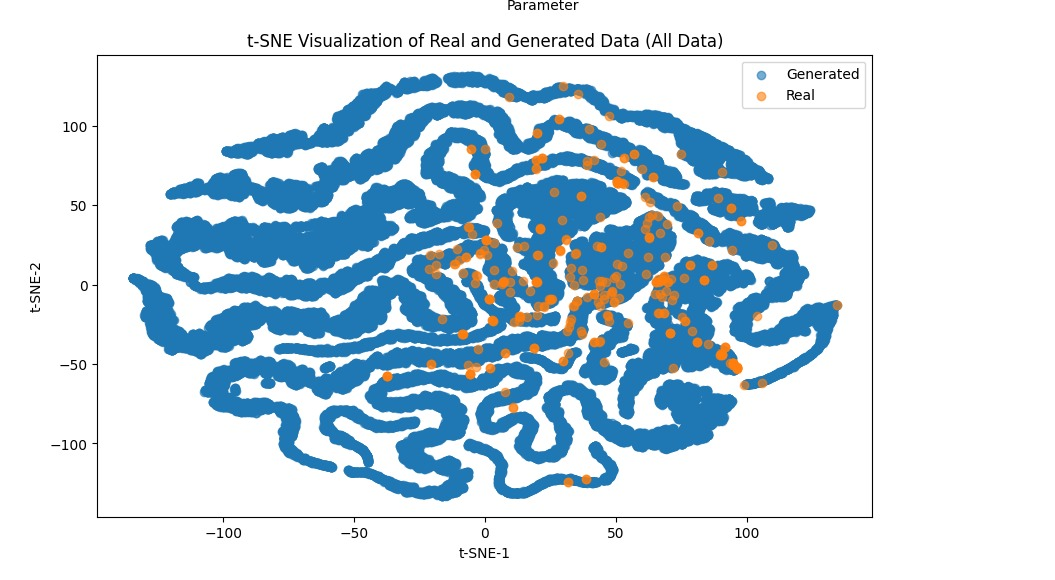 Parameter
t-SNE Visualization of Real and Generated Data (All Data)
Generated
Real
100
50
0
−50
−100
t-SNE-2
−100 −50 0 50 100
t-SNE-1